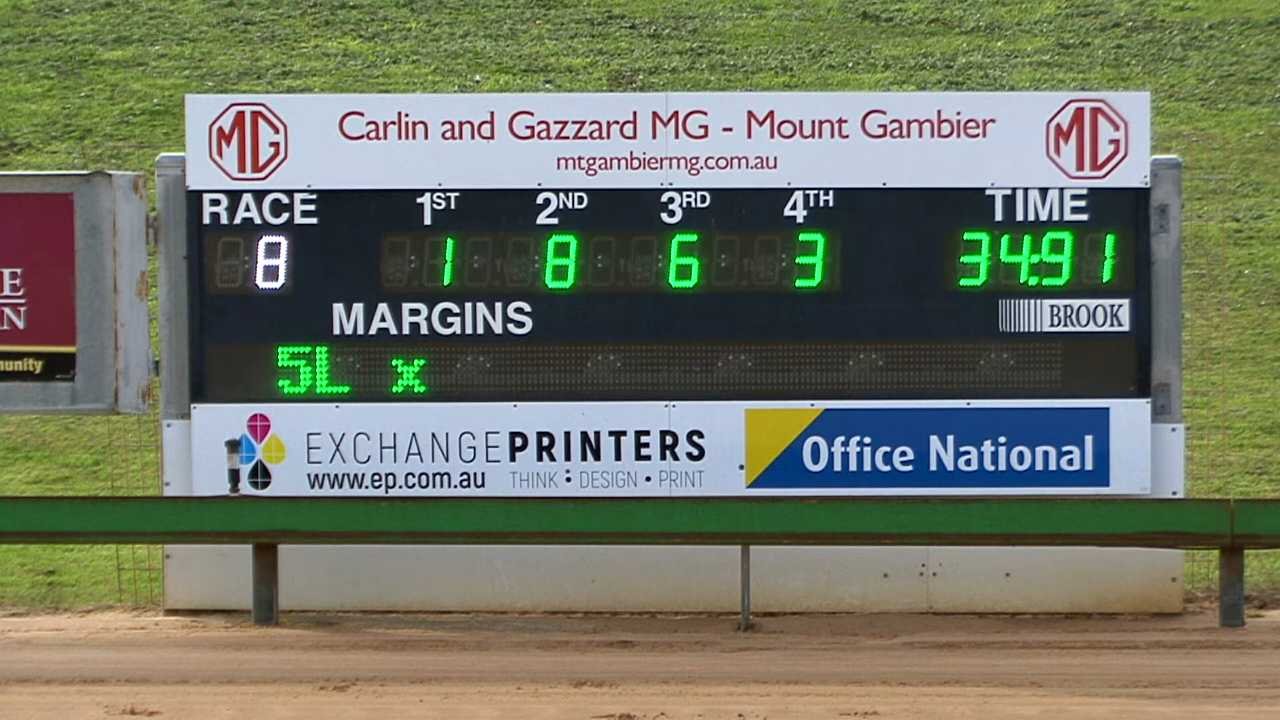 MG Carlin and Gazzard MG - Mount Gambier MG
mtgambiermg.com.au
RACE 1ST 2ND 3RD 4TH TIME
8 1 8 6 3 34:91
MARGINS BROOK
5L x
EXCHANGEPRINTERS
www.ep.com.au THINK : DESIGN • PRINT
Office National
E
N
unity